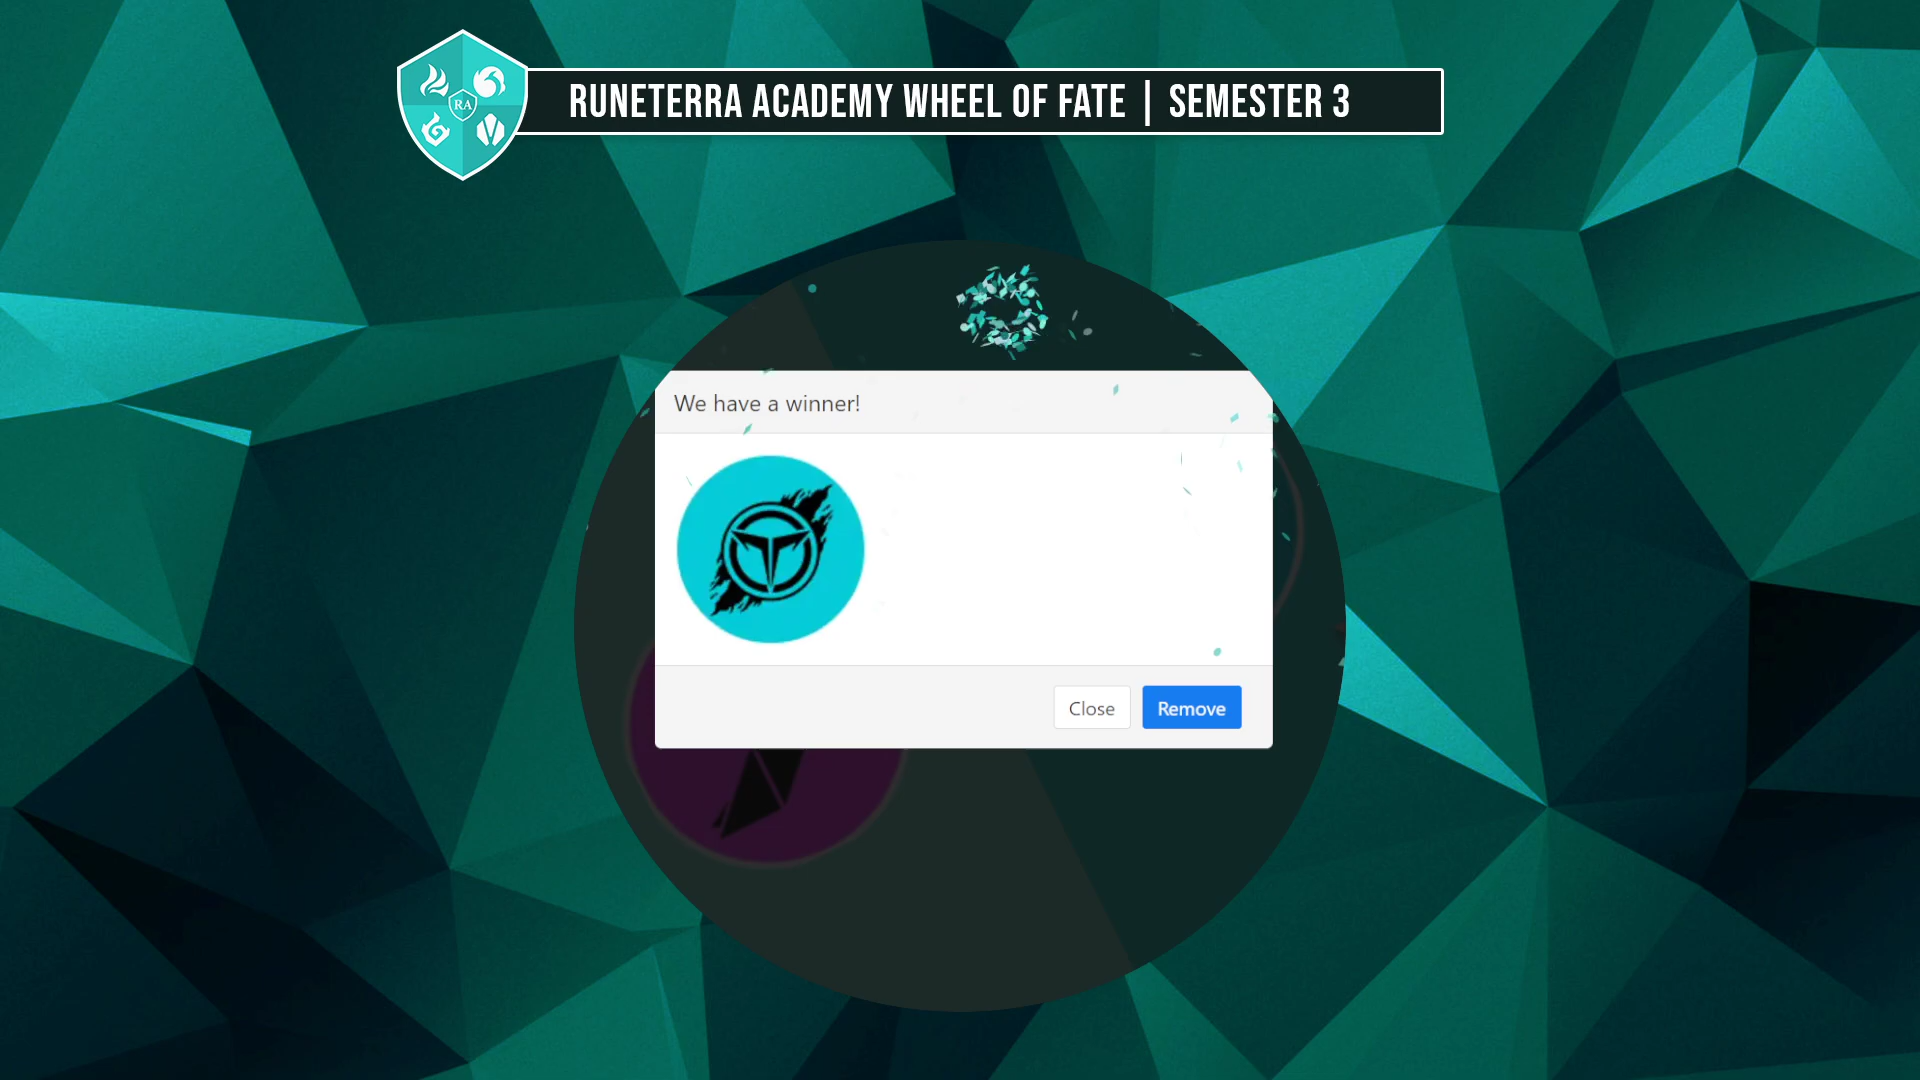 RA
RUNETERRA ACADEMY WHEEL OF FATE | SEMESTER 3
We have a winner!
Close
Remove